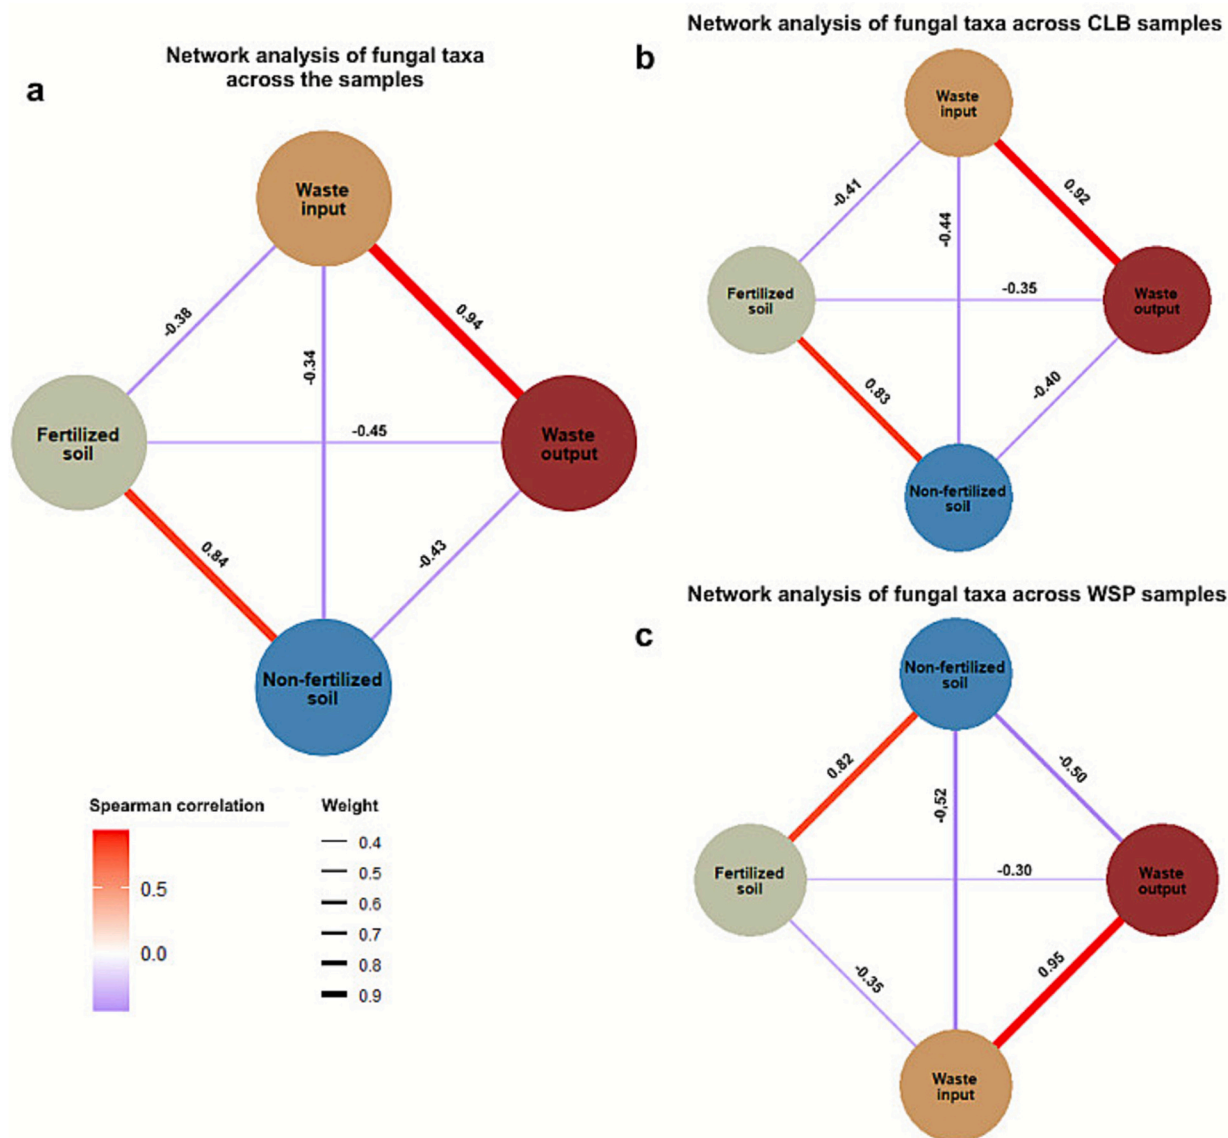 Network analysis of fungal taxa
across the samples
a
Waste
input
-0.38
-0.34
0.94
Fertilized
soil
-0.45
Waste
output
0.84
-0.43
Non-fertilized
soil
Spearman correlation
0.5
0.0
Weight
0.4
0.5
0.6
0.7
0.8
0.9
Network analysis of fungal taxa across CLB samples
b
Waste
input
-0.41
-0.44
0.92
Fertilized
soil
-0.35
Waste
output
0.83
-0.40
Non-fertilized
soil
Network analysis of fungal taxa across WSP samples
c
Non-fertilized
soil
0.82
-0,52
-0.50
Fertilized
soil
-0.30
Waste
output
-0.35
0.95
Waste
input